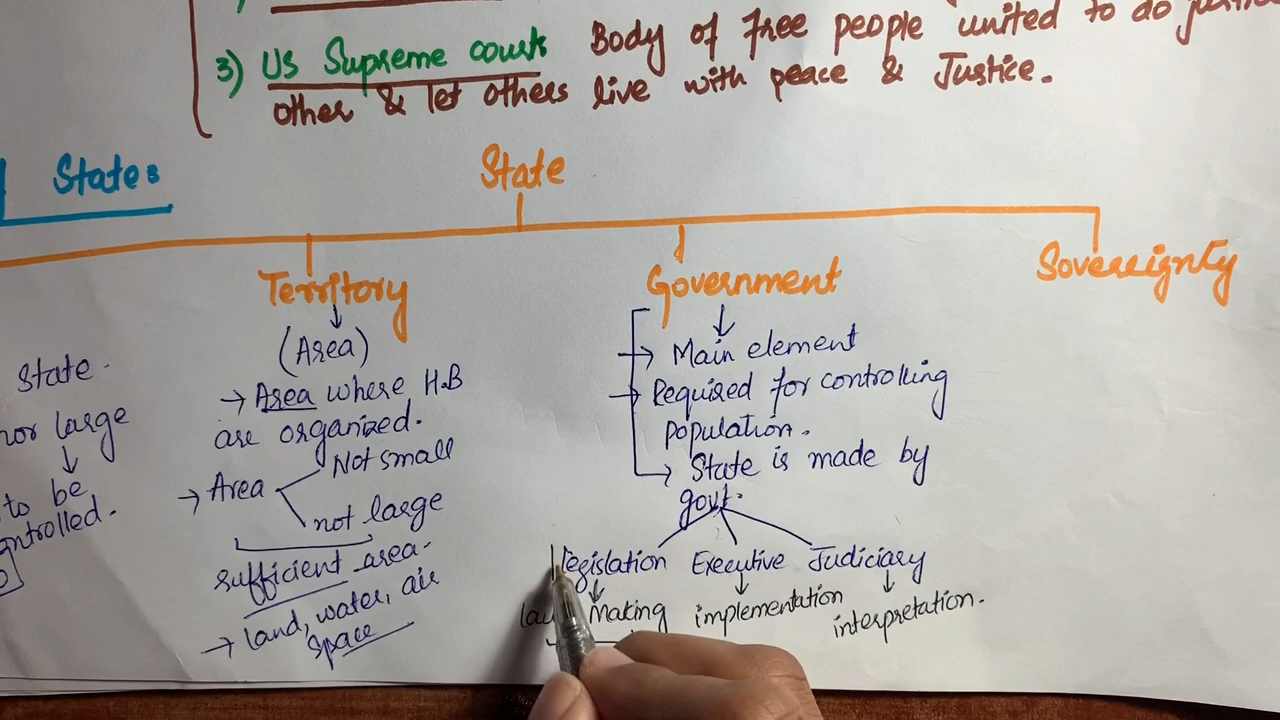 3) US Supreme court Body of free people united to do justice
other & let others live with peace & Justice.
State:
State
Territory
Government
Sovereignty
state.
nor large
to be
controlled.
(Area)
→ Area where H.B
are organized.
→ Area
Not small
not large
sufficient area.
→ land, water, air
space
→ Main element
→ Required for controlling
population.
→ State is made by
govt.
legislation Executive Judiciary
Making implementation interpretation.